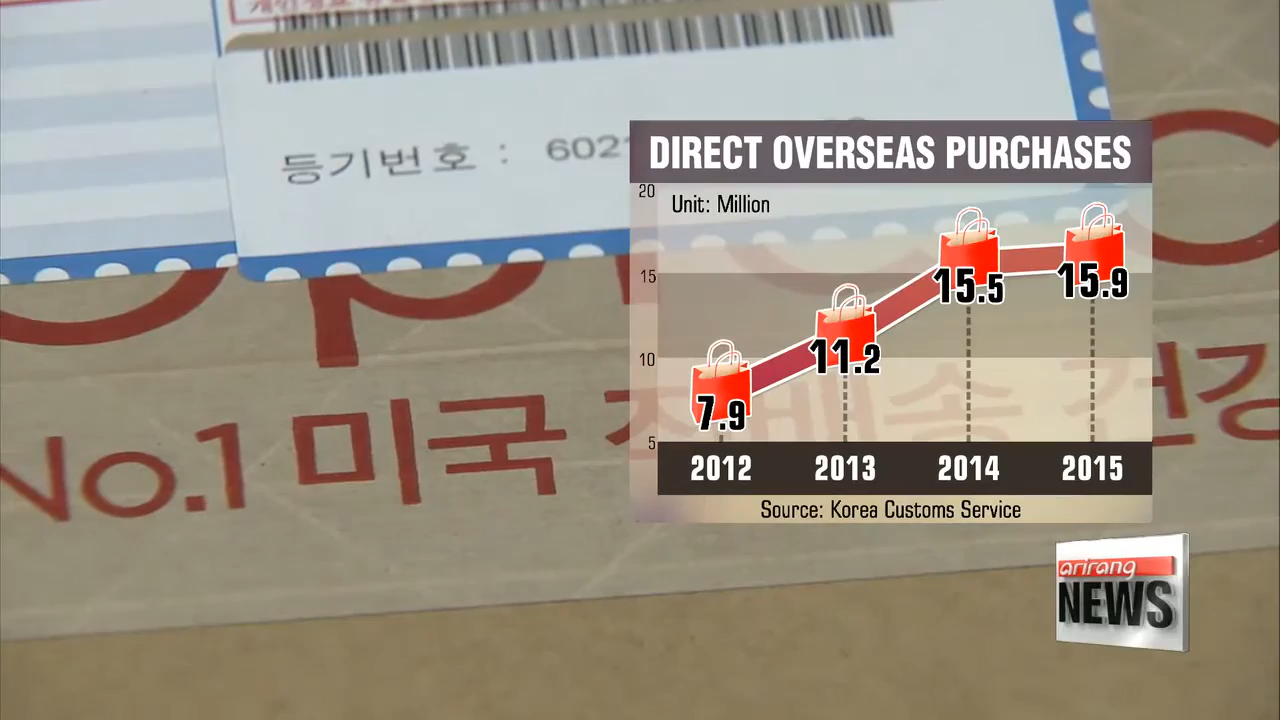 등기번호 : 602
No.1 미국
DIRECT OVERSEAS PURCHASES
20
Unit: Million
15
10
5
7.9
11.2
15.5
15.9
2012 2013 2014 2015
Source: Korea Customs Service
arirang
NEWS